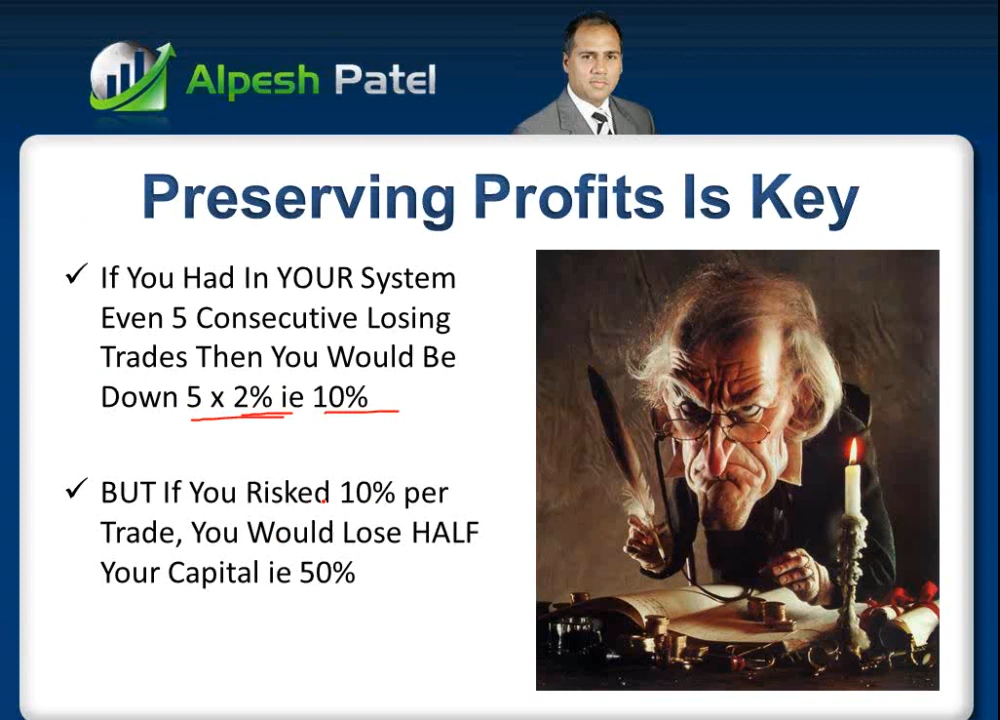 Alpesh Patel
Preserving Profits Is Key
If You Had In YOUR System
Even 5 Consecutive Losing
Trades Then You Would Be
Down 5 x 2% ie 10%
BUT If You Risked 10% per
Trade, You Would Lose HALF
Your Capital ie 50%